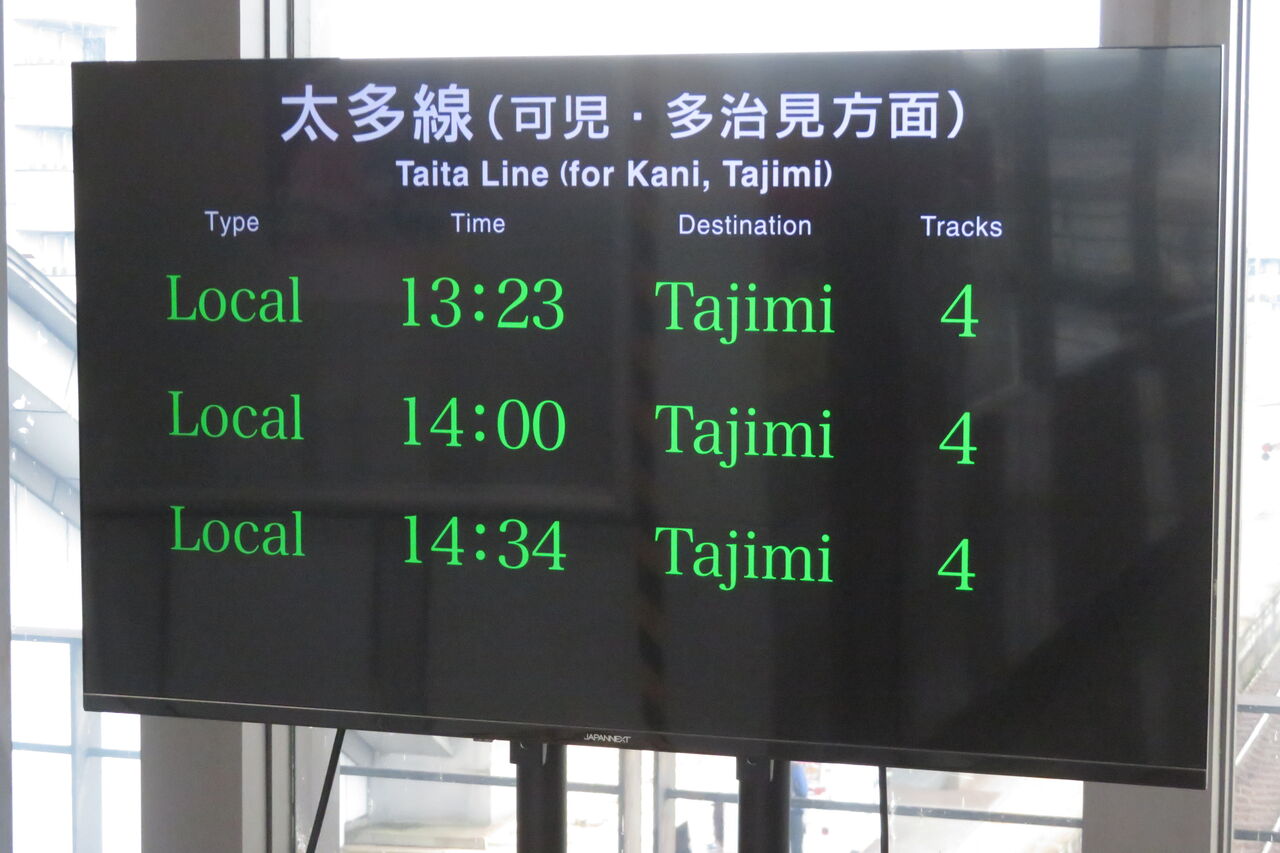 太多線(可児・多治見方面)
Taita Line (for Kani, Tajimi)
Type Time Destination Tracks
Local 13:23 Tajimi 4
Local 14:00 Tajimi 4
Local 14:34 Tajimi 4
JAPANNEXT